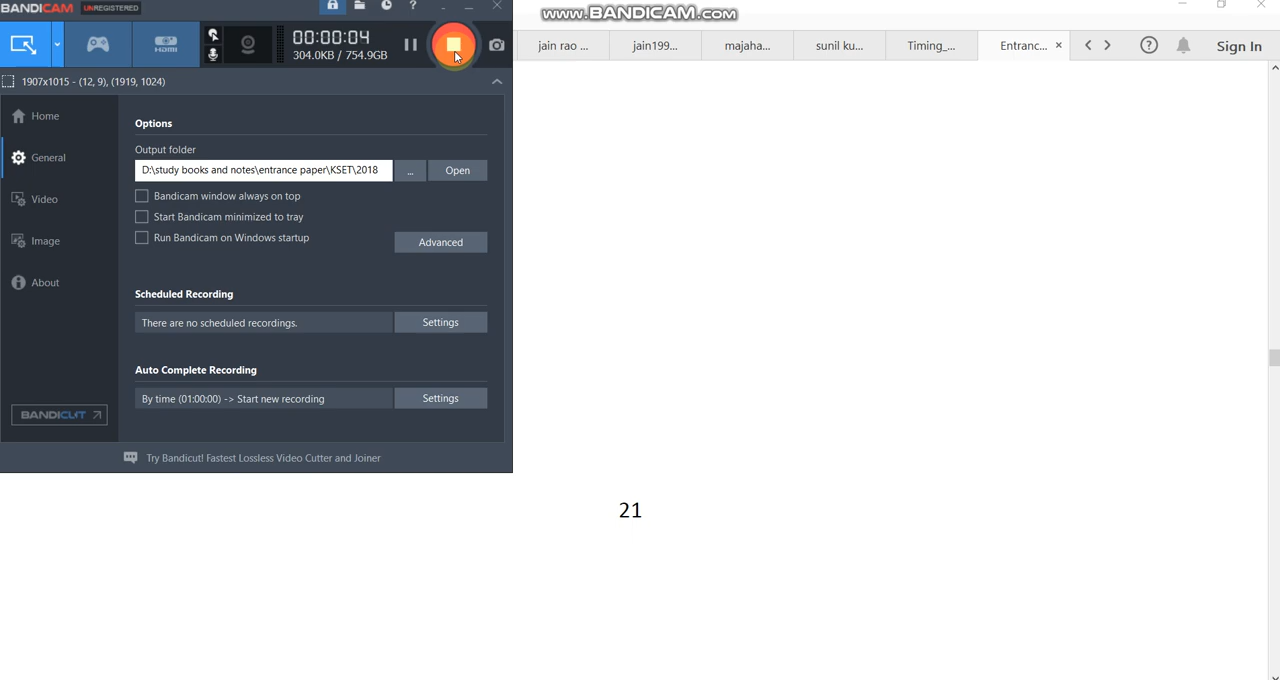 BANDICAM UNREGISTERED
?
www.BANDICAM.com
HDMI
00:00:04
304.0KB / 754.9GB
jain rao ...
jain199...
majaha...
sunil ku...
Timing_...
Entranc... ×
?
Sign In
1907x1015 - (12, 9), (1919, 1024)
Home
General
Video
Image
About
BANDICUT
Options
Output folder
D:\study books and notes\entrance paper\KSET\2018
...
Open
Bandicam window always on top
Start Bandicam minimized to tray
Run Bandicam on Windows startup
Advanced
Scheduled Recording
There are no scheduled recordings.
Settings
Auto Complete Recording
By time (01:00:00) -> Start new recording
Settings
Try Bandicut! Fastest Lossless Video Cutter and Joiner
21